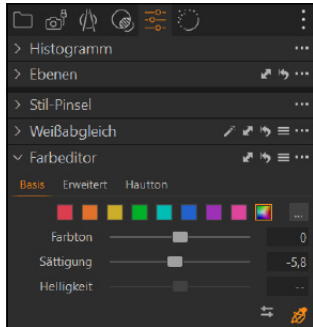 Histogramm
Ebenen
Stil-Pinsel
Weißabgleich
Farbeditor
Basis Erweitert Hautton
Farbton 0
Sättigung -5,8
Helligkeit --